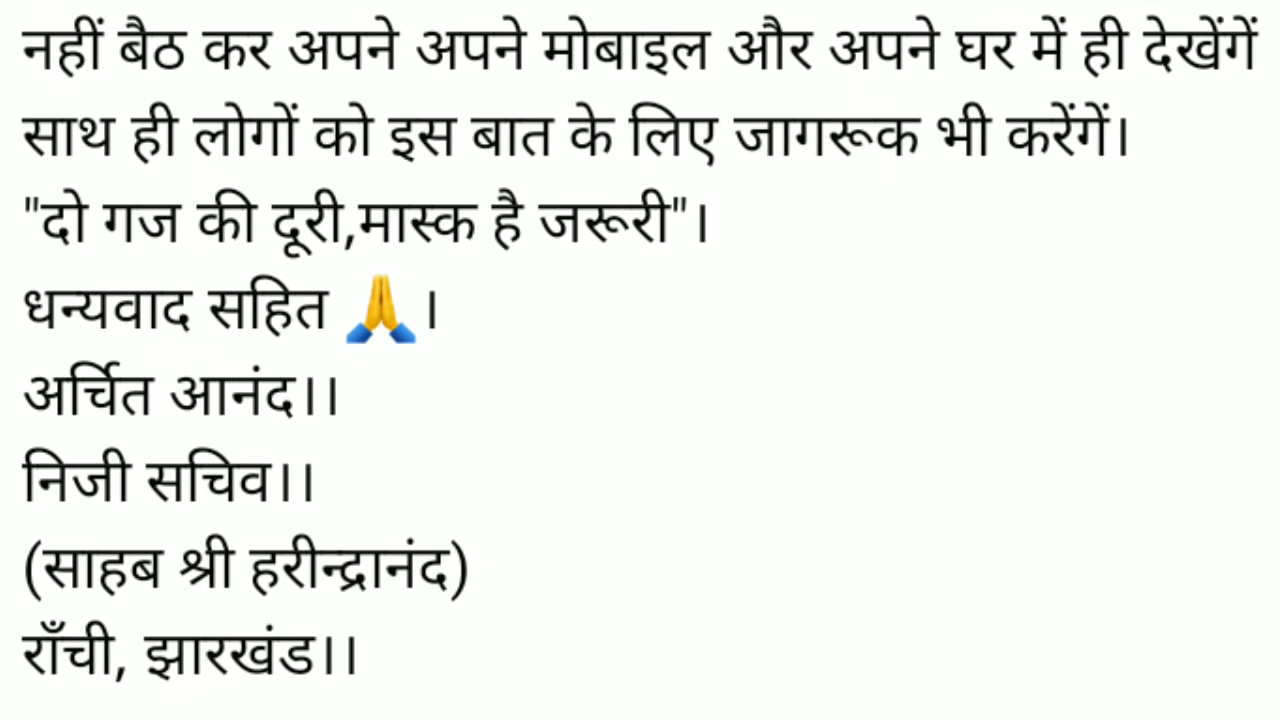 नहीं बैठ कर अपने अपने मोबाइल और अपने घर में ही देखेंगें
साथ ही लोगों को इस बात के लिए जागरूक भी करेंगें।
"दो गज की दूरी,मास्क है जरूरी"।
धन्यवाद सहित 🙏।
अर्चित आनंद।।
निजी सचिव।।
(साहब श्री हरीन्द्रानंद)
राँची, झारखंड।।